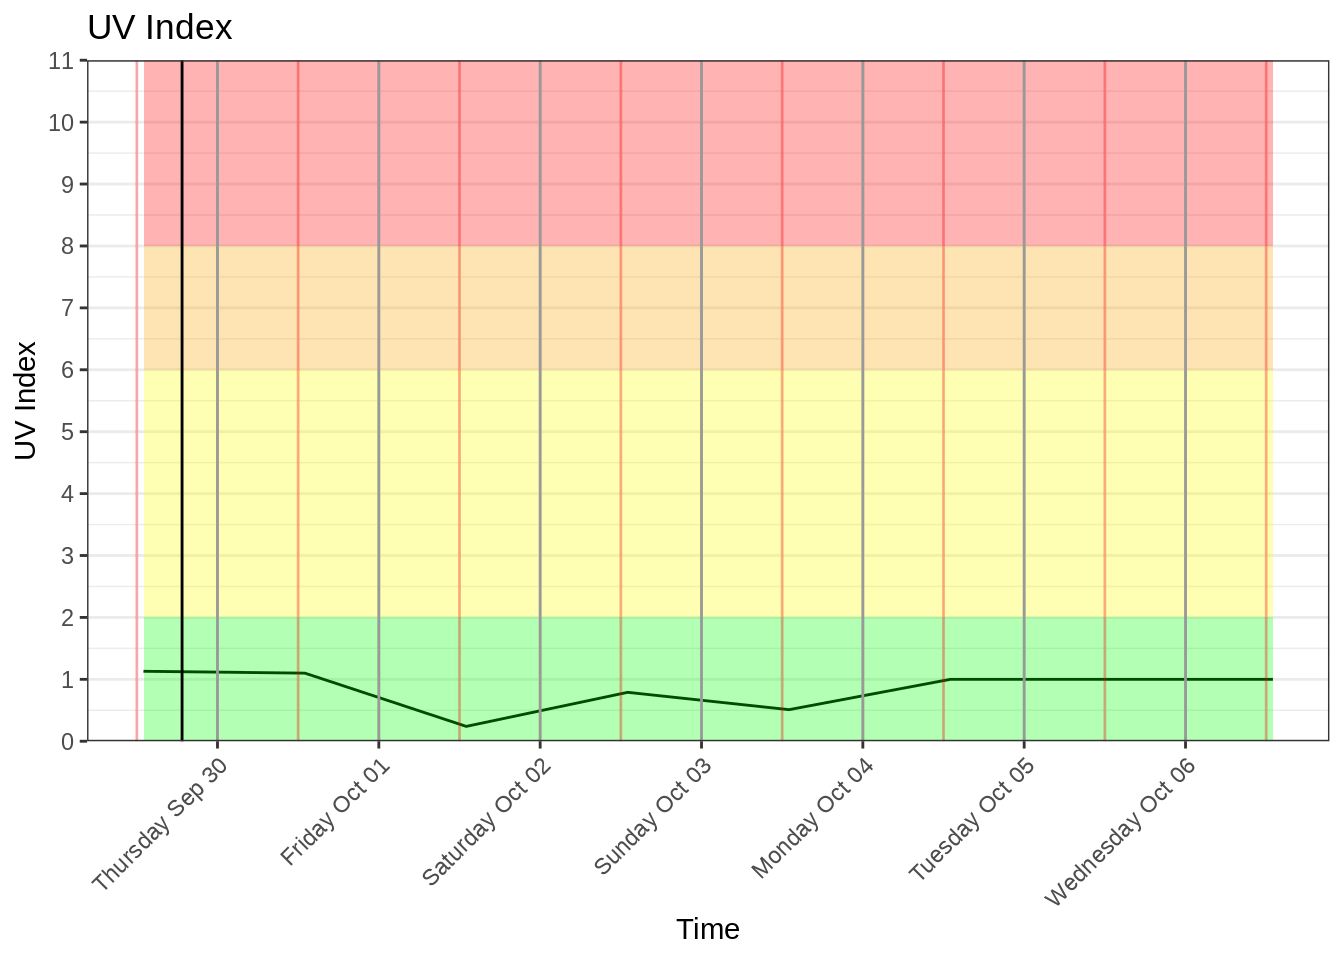 UV Index
UV Index
11
10
9
8
7
6
5
4
3
2
1
0
Thursday Sep 30
Friday Oct 01
Saturday Oct 02
Sunday Oct 03
Monday Oct 04
Tuesday Oct 05
Wednesday Oct 06
Time